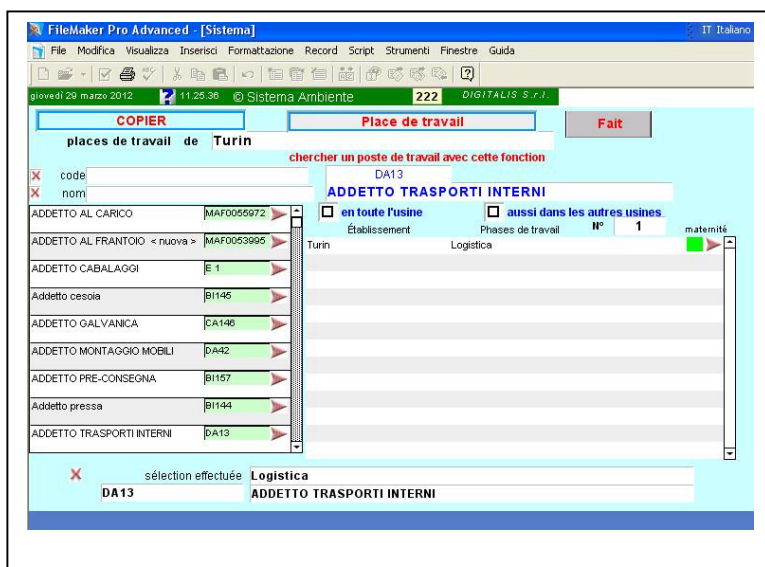 FileMaker Pro Advanced - [Sistema]
IT Italiano
File Modifica Visualizza Inserisci Formattazione Record Script Strumenti Finestre Guida
giovedì 29 marzo 2012 11.25.36 © Sistema Ambiente 222 DIGITALIS S.r.l.
COPIER Place de travail Fait
places de travail de Turin
chercher un poste de travail avec cette fonction
code DA13
nom ADDETTO TRASPORTI INTERNI
ADDETTO AL CARICO MAF0055972 en toute l'usine aussi dans les autres usines
Établissement Phases de travail N° 1 maternité
ADDETTO AL FRANTOIO < nuova > MAF0053995 Turin Logistica
ADDETTO CABALAGGI E 1
Addetto cesoia BI145
ADDETTO GALVANICA CA146
ADDETTO MONTAGGIO MOBILI DA42
ADDETTO PRE-CONSEGNA BI157
Addetto pressa BI144
ADDETTO TRASPORTI INTERNI DA13
sélection effectuée Logistica
DA13 ADDETTO TRASPORTI INTERNI